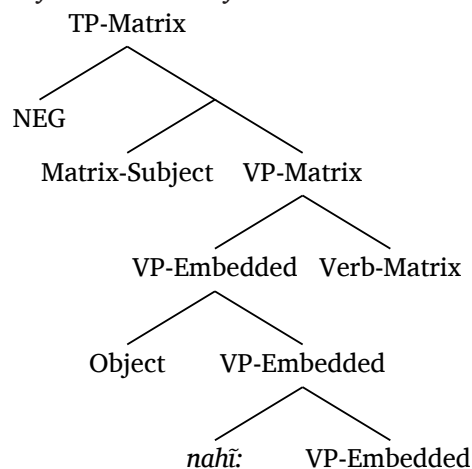 TP-Matrix
NEG
Matrix-Subject VP-Matrix
VP-Embedded Verb-Matrix
Object VP-Embedded
nahĩ: VP-Embedded